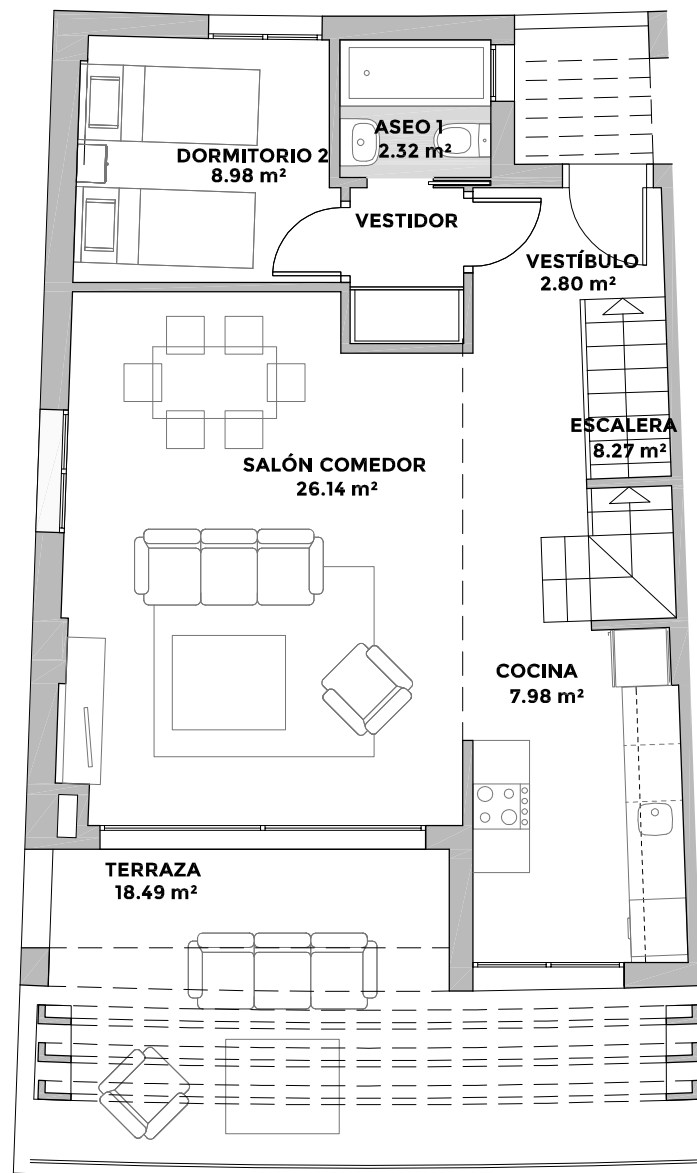 ASEO 1
2.32 m²
DORMITORIO 2
8.98 m²
VESTIDOR
VESTÍBULO
2.80 m²
ESCALERA
8.27 m²
SALÓN COMEDOR
26.14 m²
COCINA
7.98 m²
TERRAZA
18.49 m²